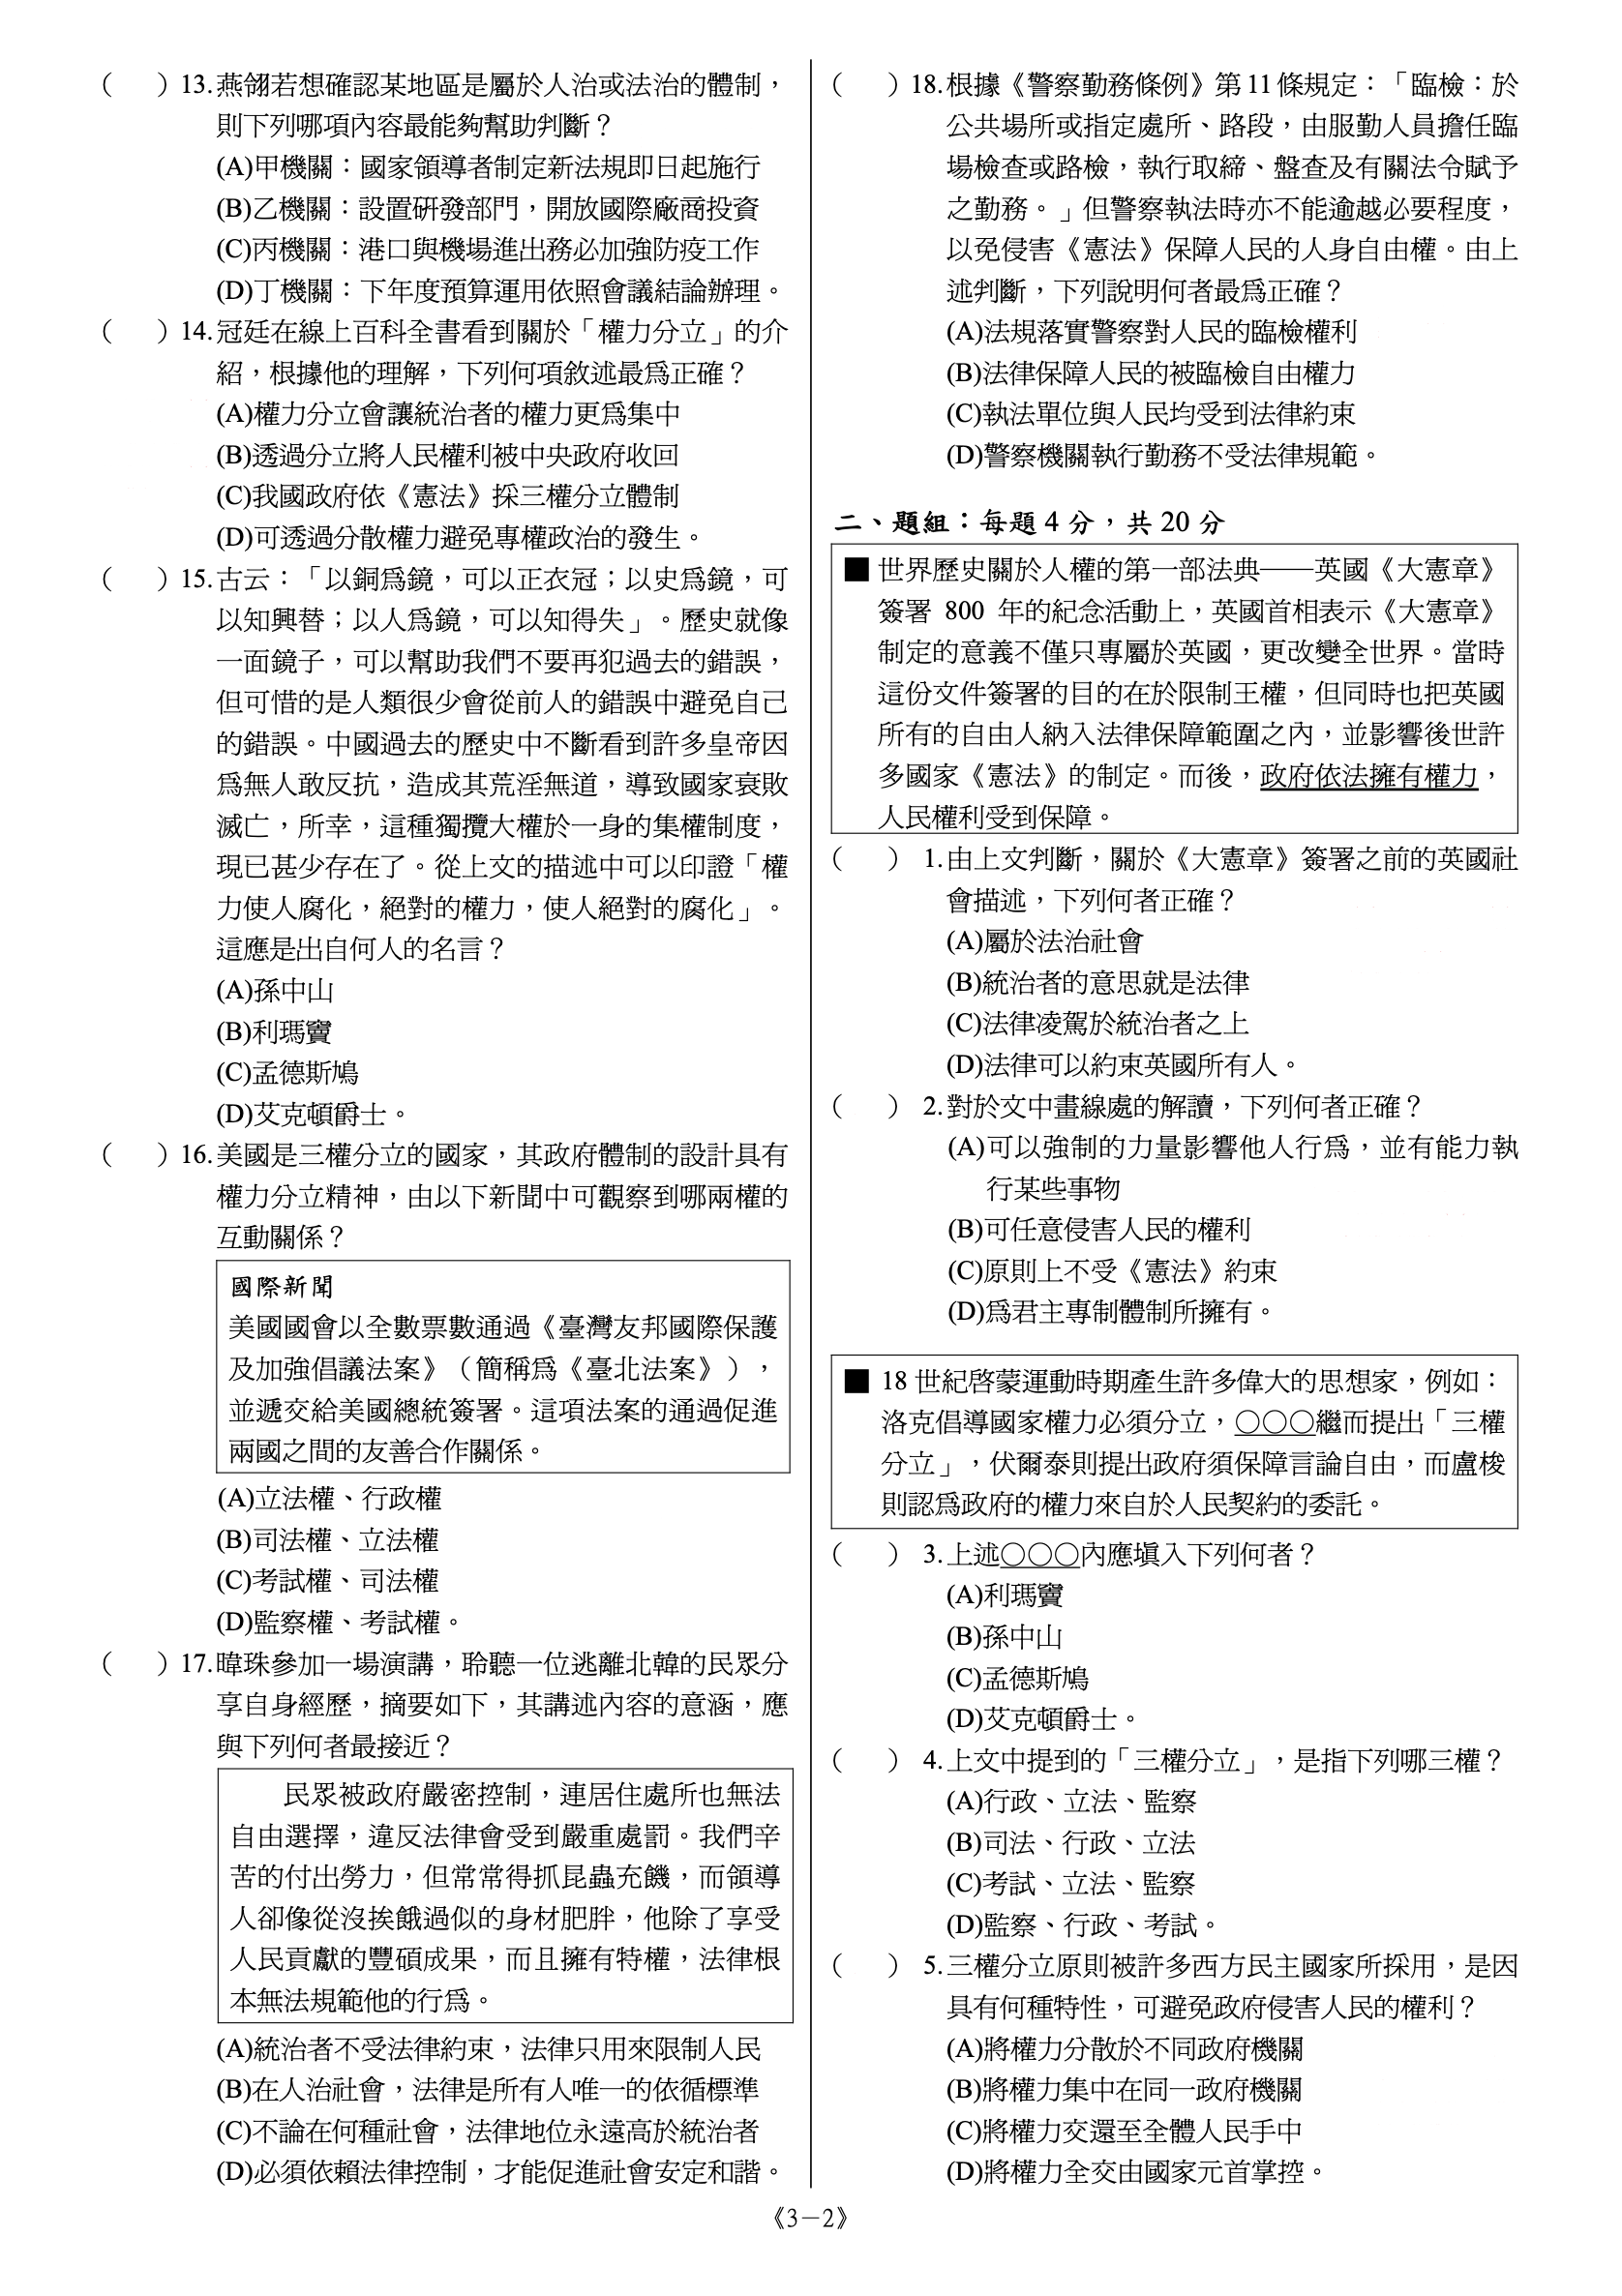 （　）13.燕翎若想確認某地區是屬於人治或法治的體制，
則下列哪項內容最能夠幫助判斷？
(A)甲機關：國家領導者制定新法規即日起施行
(B)乙機關：設置研發部門，開放國際廠商投資
(C)丙機關：港口與機場進出務必加強防疫工作
(D)丁機關：下年度預算運用依照會議結論辦理。
（　）14.冠廷在線上百科全書看到關於「權力分立」的介
紹，根據他的理解，下列何項敘述最為正確？
(A)權力分立會讓統治者的權力更為集中
(B)透過分立將人民權利被中央政府收回
(C)我國政府依《憲法》採三權分立體制
(D)可透過分散權力避免專權政治的發生。
（　）15.古云：「以銅為鏡，可以正衣冠；以史為鏡，可
以知興替；以人為鏡，可以知得失」。歷史就像
一面鏡子，可以幫助我們不要再犯過去的錯誤，
但可惜的是人類很少會從前人的錯誤中避免自己
的錯誤。中國過去的歷史中不斷看到許多皇帝因
為無人敢反抗，造成其荒淫無道，導致國家衰敗
滅亡，所幸，這種獨攬大權於一身的集權制度，
現已甚少存在了。從上文的描述中可以印證「權
力使人腐化，絕對的權力，使人絕對的腐化」。
這應是出自何人的名言？
(A)孫中山
(B)利瑪竇
(C)孟德斯鳩
(D)艾克頓爵士。
（　）16.美國是三權分立的國家，其政府體制的設計具有
權力分立精神，由以下新聞中可觀察到哪兩權的
互動關係？
國際新聞
美國國會以全數票數通過《臺灣友邦國際保護
及加強倡議法案》（簡稱為《臺北法案》），
並遞交給美國總統簽署。這項法案的通過促進
兩國之間的友善合作關係。
(A)立法權、行政權
(B)司法權、立法權
(C)考試權、司法權
(D)監察權、考試權。
（　）17.暐珠參加一場演講，聆聽一位逃離北韓的民眾分
享自身經歷，摘要如下，其講述內容的意涵，應
與下列何者最接近？
民眾被政府嚴密控制，連居住處所也無法
自由選擇，違反法律會受到嚴重處罰。我們辛
苦的付出勞力，但常常得抓昆蟲充饑，而領導
人卻像從沒挨餓過似的身材肥胖，他除了享受
人民貢獻的豐碩成果，而且擁有特權，法律根
本無法規範他的行為。
(A)統治者不受法律約束，法律只用來限制人民
(B)在人治社會，法律是所有人唯一的依循標準
(C)不論在何種社會，法律地位永遠高於統治者
(D)必須依賴法律控制，才能促進社會安定和諧。
（　）18.根據《警察勤務條例》第 11 條規定：「臨檢：於
公共場所或指定處所、路段，由服勤人員擔任臨
場檢查或路檢，執行取締、盤查及有關法令賦予
之勤務。」但警察執法時亦不能逾越必要程度，
以免侵害《憲法》保障人民的人身自由權。由上
述判斷，下列說明何者最為正確？
(A)法規落實警察對人民的臨檢權利
(B)法律保障人民的被臨檢自由權力
(C)執法單位與人民均受到法律約束
(D)警察機關執行勤務不受法律規範。
二、題組：每題 4 分，共 20 分
■ 世界歷史關於人權的第一部法典——英國《大憲章》
簽署 800 年的紀念活動上，英國首相表示《大憲章》
制定的意義不僅只專屬於英國，更改變全世界。當時
這份文件簽署的目的在於限制王權，但同時也把英國
所有的自由人納入法律保障範圍之內，並影響後世許
多國家《憲法》的制定。而後，政府依法擁有權力，
人民權利受到保障。
（　）1.由上文判斷，關於《大憲章》簽署之前的英國社
會描述，下列何者正確？
(A)屬於法治社會
(B)統治者的意思就是法律
(C)法律凌駕於統治者之上
(D)法律可以約束英國所有人。
（　）2.對於文中畫線處的解讀，下列何者正確？
(A)可以強制的力量影響他人行為，並有能力執
行某些事物
(B)可任意侵害人民的權利
(C)原則上不受《憲法》約束
(D)為君主專制體制所擁有。
■ 18 世紀啟蒙運動時期產生許多偉大的思想家，例如：
洛克倡導國家權力必須分立，○○○繼而提出「三權
分立」，伏爾泰則提出政府須保障言論自由，而盧梭
則認為政府的權力來自於人民契約的委託。
（　）3.上述○○○內應填入下列何者？
(A)利瑪竇
(B)孫中山
(C)孟德斯鳩
(D)艾克頓爵士。
（　）4.上文中提到的「三權分立」，是指下列哪三權？
(A)行政、立法、監察
(B)司法、行政、立法
(C)考試、立法、監察
(D)監察、行政、考試。
（　）5.三權分立原則被許多西方民主國家所採用，是因
具有何種特性，可避免政府侵害人民的權利？
(A)將權力分散於不同政府機關
(B)將權力集中在同一政府機關
(C)將權力交還至全體人民手中
(D)將權力全交由國家元首掌控。
《3－2》